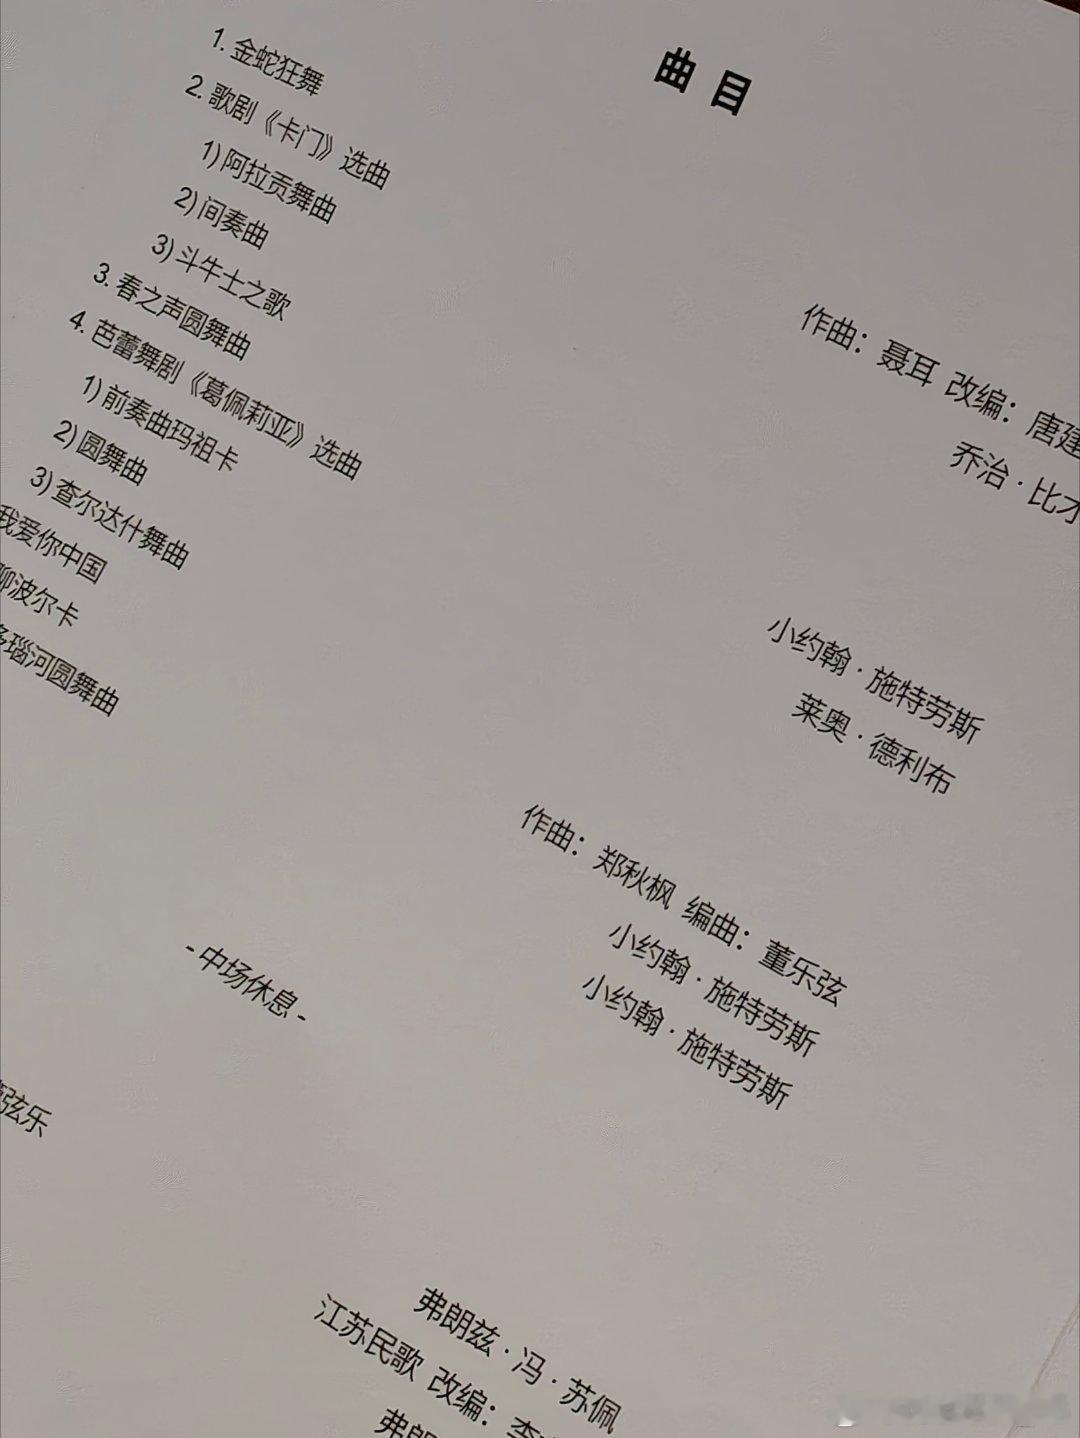 曲 目
1. 金蛇狂舞
作曲：聂耳 改编：唐建
2. 歌剧《卡门》选曲
乔治 · 比才
1) 阿拉贡舞曲
2) 间奏曲
3) 斗牛士之歌
3. 春之声圆舞曲
小约翰 · 施特劳斯
4. 芭蕾舞剧《葛佩莉亚》选曲
莱奥 · 德利布
1) 前奏曲玛祖卡
2) 圆舞曲
3) 查尔达什舞曲
我爱你中国
作曲：郑秋枫 编曲：董乐弦
聊波尔卡
小约翰 · 施特劳斯
多瑙河圆舞曲
小约翰 · 施特劳斯
- 中场休息 -
弦乐
弗朗兹 · 冯 · 苏佩
江苏民歌 改编：李
弗朗